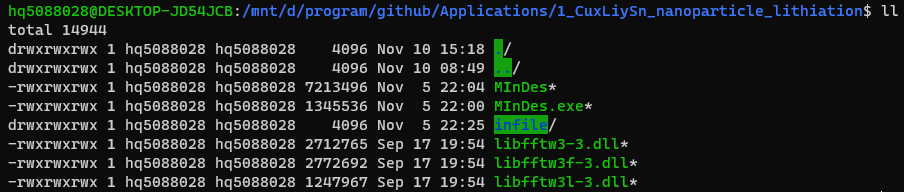 hq5088028@DESKTOP-JD54JCB:/mnt/d/program/github/Applications/1_CuxLiySn_nanoparticle_lithiation$ ll
total 14944
drwxrwxrwx 1 hq5088028 hq5088028    4096 Nov 10 15:18 ./
drwxrwxrwx 1 hq5088028 hq5088028    4096 Nov 10 08:49 ../
-rwxrwxrwx 1 hq5088028 hq5088028 7213496 Nov  5 22:04 MInDes*
-rwxrwxrwx 1 hq5088028 hq5088028 1345536 Nov  5 22:00 MInDes.exe*
drwxrwxrwx 1 hq5088028 hq5088028    4096 Nov  5 22:25 infile/
-rwxrwxrwx 1 hq5088028 hq5088028 2712765 Sep 17 19:54 libfftw3-3.dll*
-rwxrwxrwx 1 hq5088028 hq5088028 2772692 Sep 17 19:54 libfftw3f-3.dll*
-rwxrwxrwx 1 hq5088028 hq5088028 1247967 Sep 17 19:54 libfftw3l-3.dll*